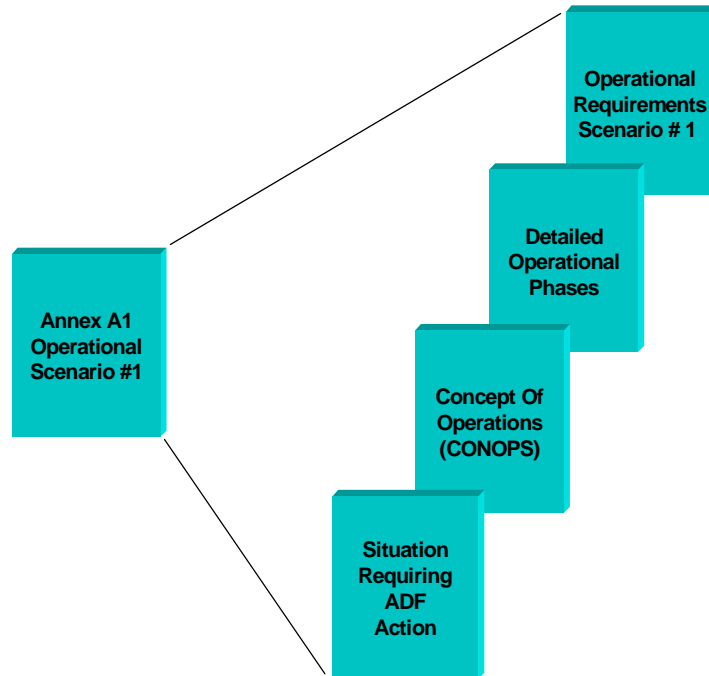 Operational
Requirements
Scenario # 1
Detailed
Operational
Phases
Annex A1
Operational
Scenario #1
Concept Of
Operations
(CONOPS)
Situation
Requiring
ADF
Action